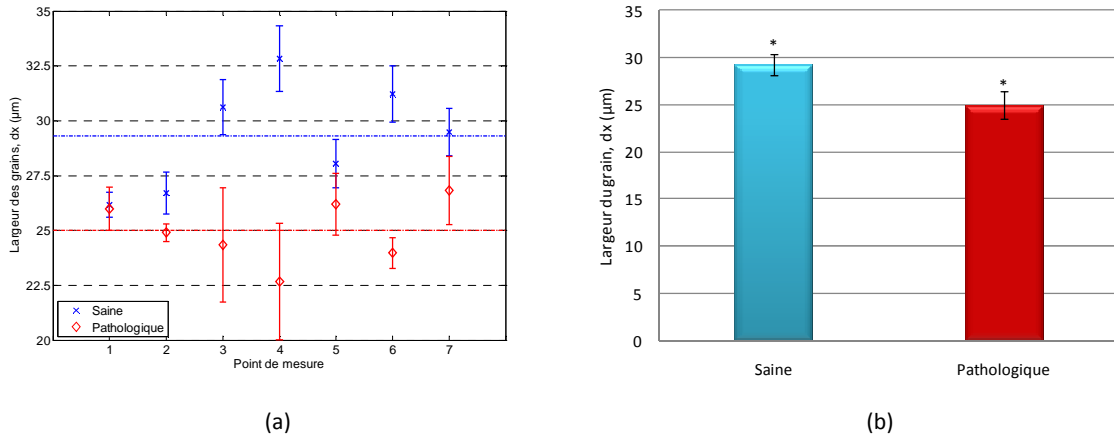 35
32.5
30
27.5
25
22.5
20
Largeur des grains, dx (µm)
Saine
Pathologique
1 2 3 4 5 6 7
Point de mesure
(a)
35
30
25
20
15
10
5
0
Largeur du grain, dx (µm)
*
*
Saine Pathologique
(b)